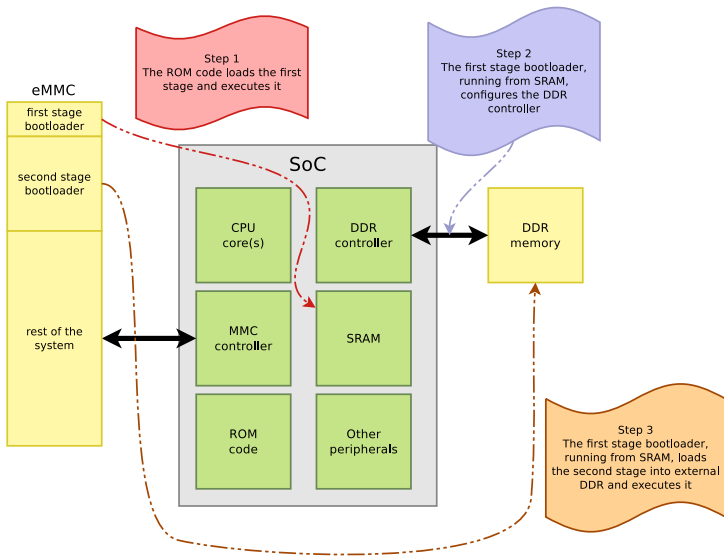 Step 1
The ROM code loads the first
stage and executes it
Step 2
The first stage bootloader,
running from SRAM,
configures the DDR
controller
eMMC
first stage
bootloader
second stage
bootloader
rest of the
system
SoC
CPU
core(s)
DDR
controller
MMC
controller
SRAM
ROM
code
Other
peripherals
DDR
memory
Step 3
The first stage bootloader,
running from SRAM, loads
the second stage into external
DDR and executes it